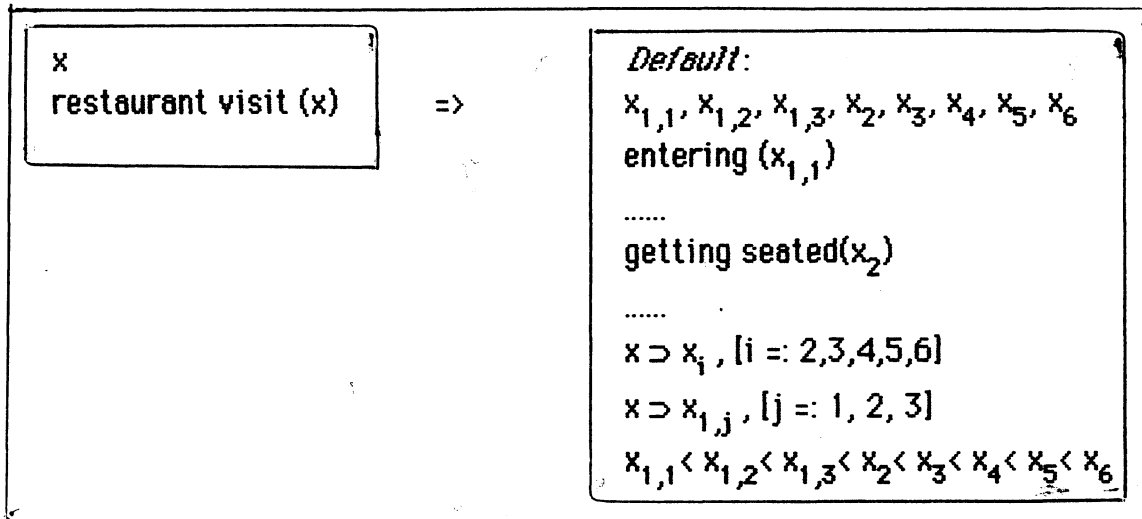 x
restaurant visit (x)
=>
Default:
x₁,₁, x₁,₂, x₁,₃, x₂, x₃, x₄, x₅, x₆
entering (x₁,₁)
......
getting seated(x₂)
......
x ⊃ xᵢ , [i =: 2,3,4,5,6]
x ⊃ x₁,ⱼ , [j =: 1, 2, 3]
x₁,₁< x₁,₂< x₁,₃< x₂< x₃< x₄< x₅< x₆